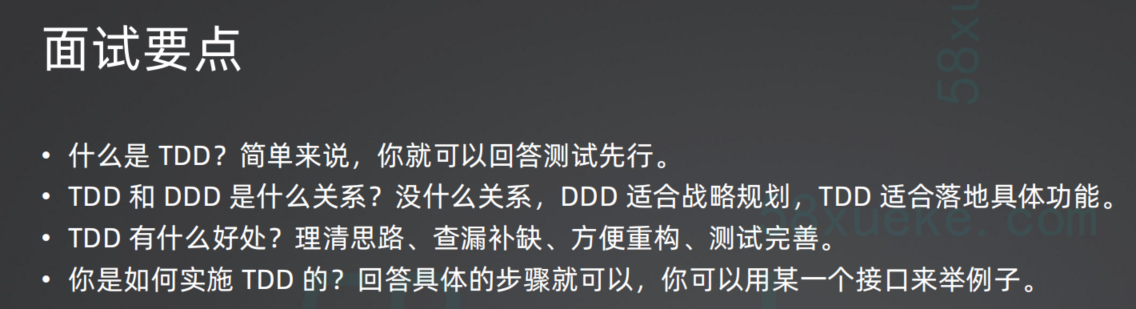 面试要点
58xu
• 什么是 TDD？简单来说，你就可以回答测试先行。
• TDD 和 DDD 是什么关系？没什么关系，DDD 适合战略规划，TDD 适合落地具体功能。
58xueke.com
• TDD 有什么好处？理清思路、查漏补缺、方便重构、测试完善。
• 你是如何实施 TDD 的？回答具体的步骤就可以，你可以用某一个接口来举例子。